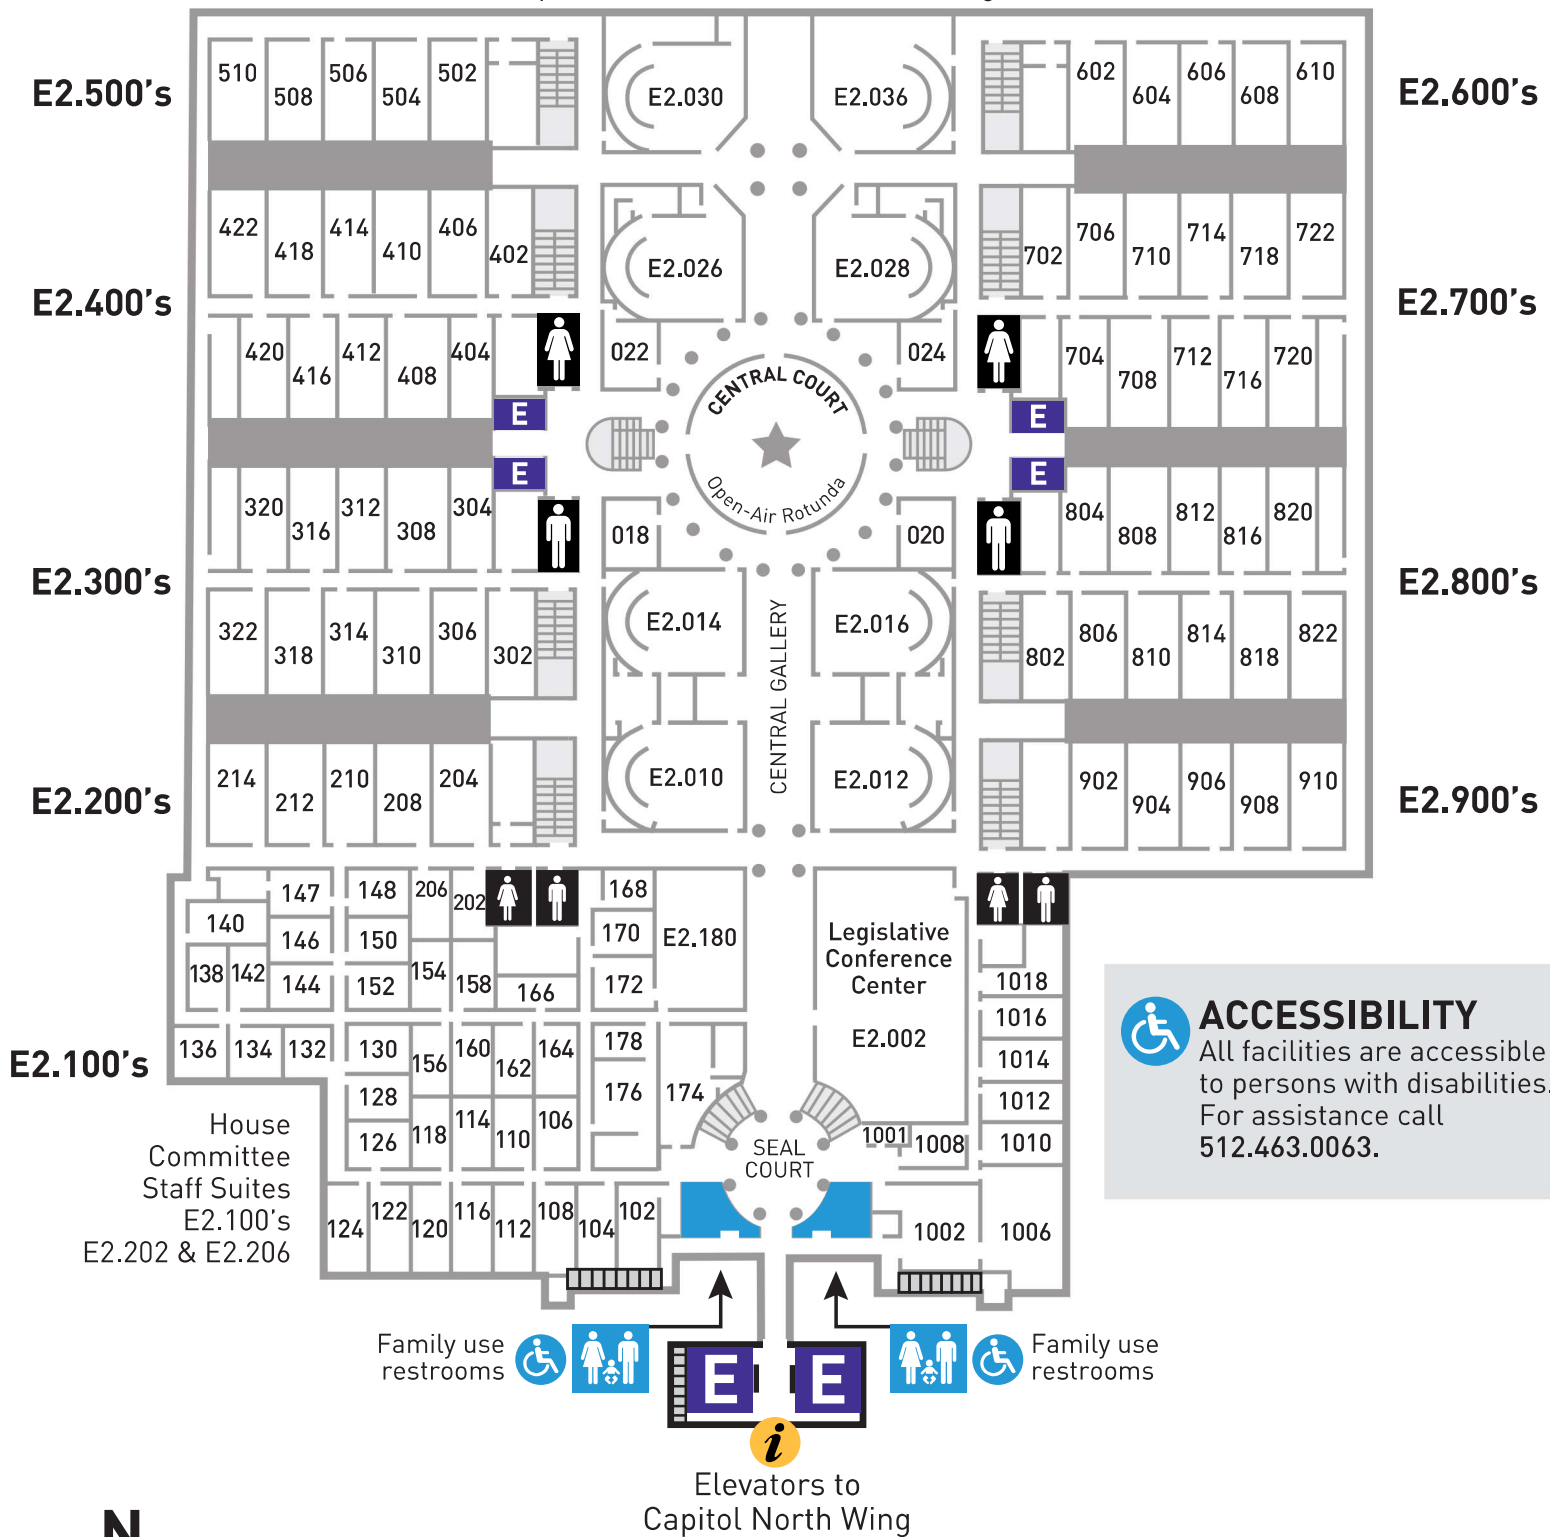 E2.500's
510
508
506
504
502
E2.030
E2.036
602
604
606
608
610
E2.600's
422
418
414
410
406
402
E2.026
E2.028
702
706
710
714
718
722
E2.400's
E2.700's
420
416
412
408
404
022
024
704
708
712
716
720
CENTRAL COURT
Open-Air Rotunda
E
E
E
E
320
316
312
308
304
018
020
804
808
812
816
820
E2.300's
E2.800's
322
318
314
310
306
302
E2.014
E2.016
802
806
810
814
818
822
CENTRAL GALLERY
214
212
210
208
204
E2.010
E2.012
902
904
906
908
910
E2.200's
E2.900's
147
148
206
202
168
140
146
150
170
E2.180
138
142
144
152
154
158
166
172
Legislative
Conference
Center
E2.002
1018
1016
1014
1012
1010
136
134
132
130
156
160
162
164
178
E2.100's
128
176
174
126
118
114
110
106
1001
1008
SEAL
COURT
124
122
120
116
112
108
104
102
1002
1006
House
Committee
Staff Suites
E2.100's
E2.202 & E2.206
ACCESSIBILITY
All facilities are accessible
to persons with disabilities.
For assistance call
512.463.0063.
Family use
restrooms
E
E
Family use
restrooms
i
Elevators to
Capitol North Wing
N